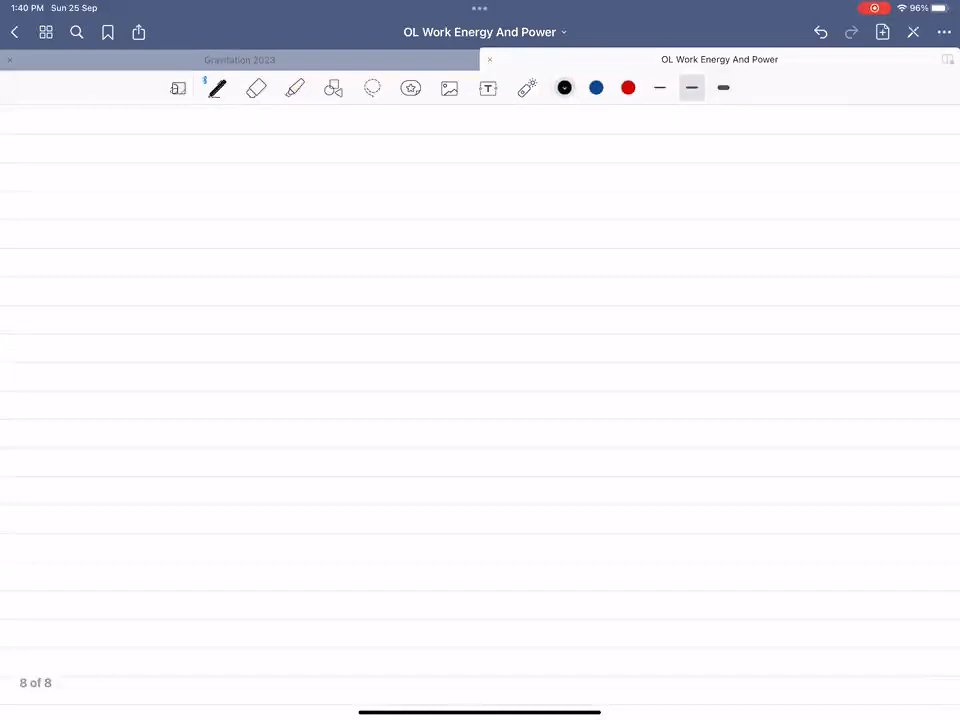 1:40 PM Sun 25 Sep
96%
OL Work Energy And Power
Gravitation 2023
OL Work Energy And Power
T
8 of 8